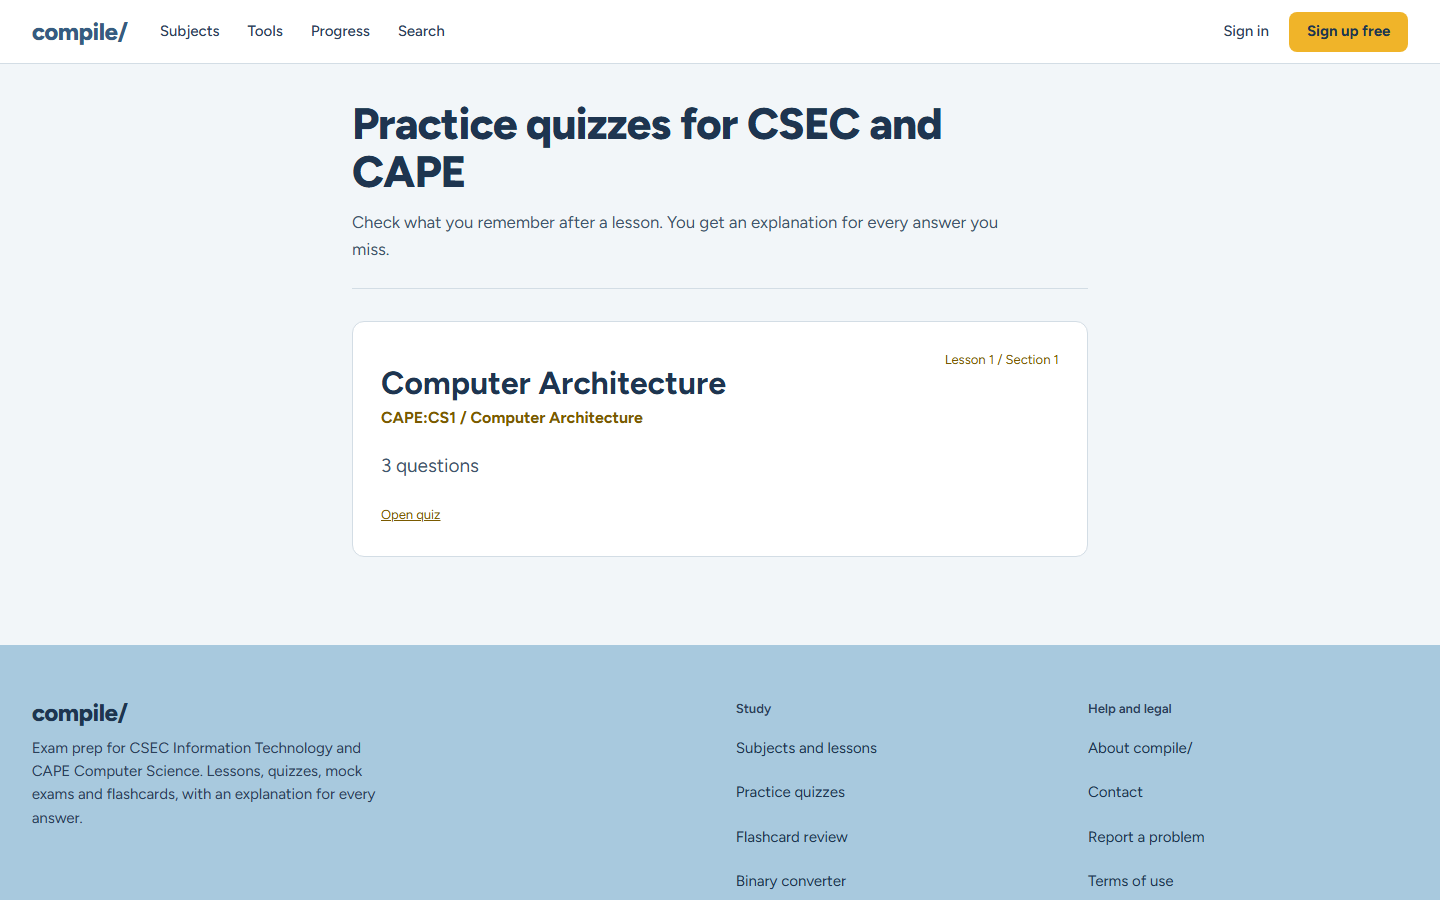 compile/ Subjects Tools Progress Search Sign in Sign up free
Practice quizzes for CSEC and
CAPE
Check what you remember after a lesson. You get an explanation for every answer you
miss.
Lesson 1 / Section 1
Computer Architecture
CAPE:CS1 / Computer Architecture
3 questions
Open quiz
compile/
Exam prep for CSEC Information Technology and
CAPE Computer Science. Lessons, quizzes, mock
exams and flashcards, with an explanation for every
answer.
Study
Subjects and lessons
Practice quizzes
Flashcard review
Binary converter
Help and legal
About compile/
Contact
Report a problem
Terms of use